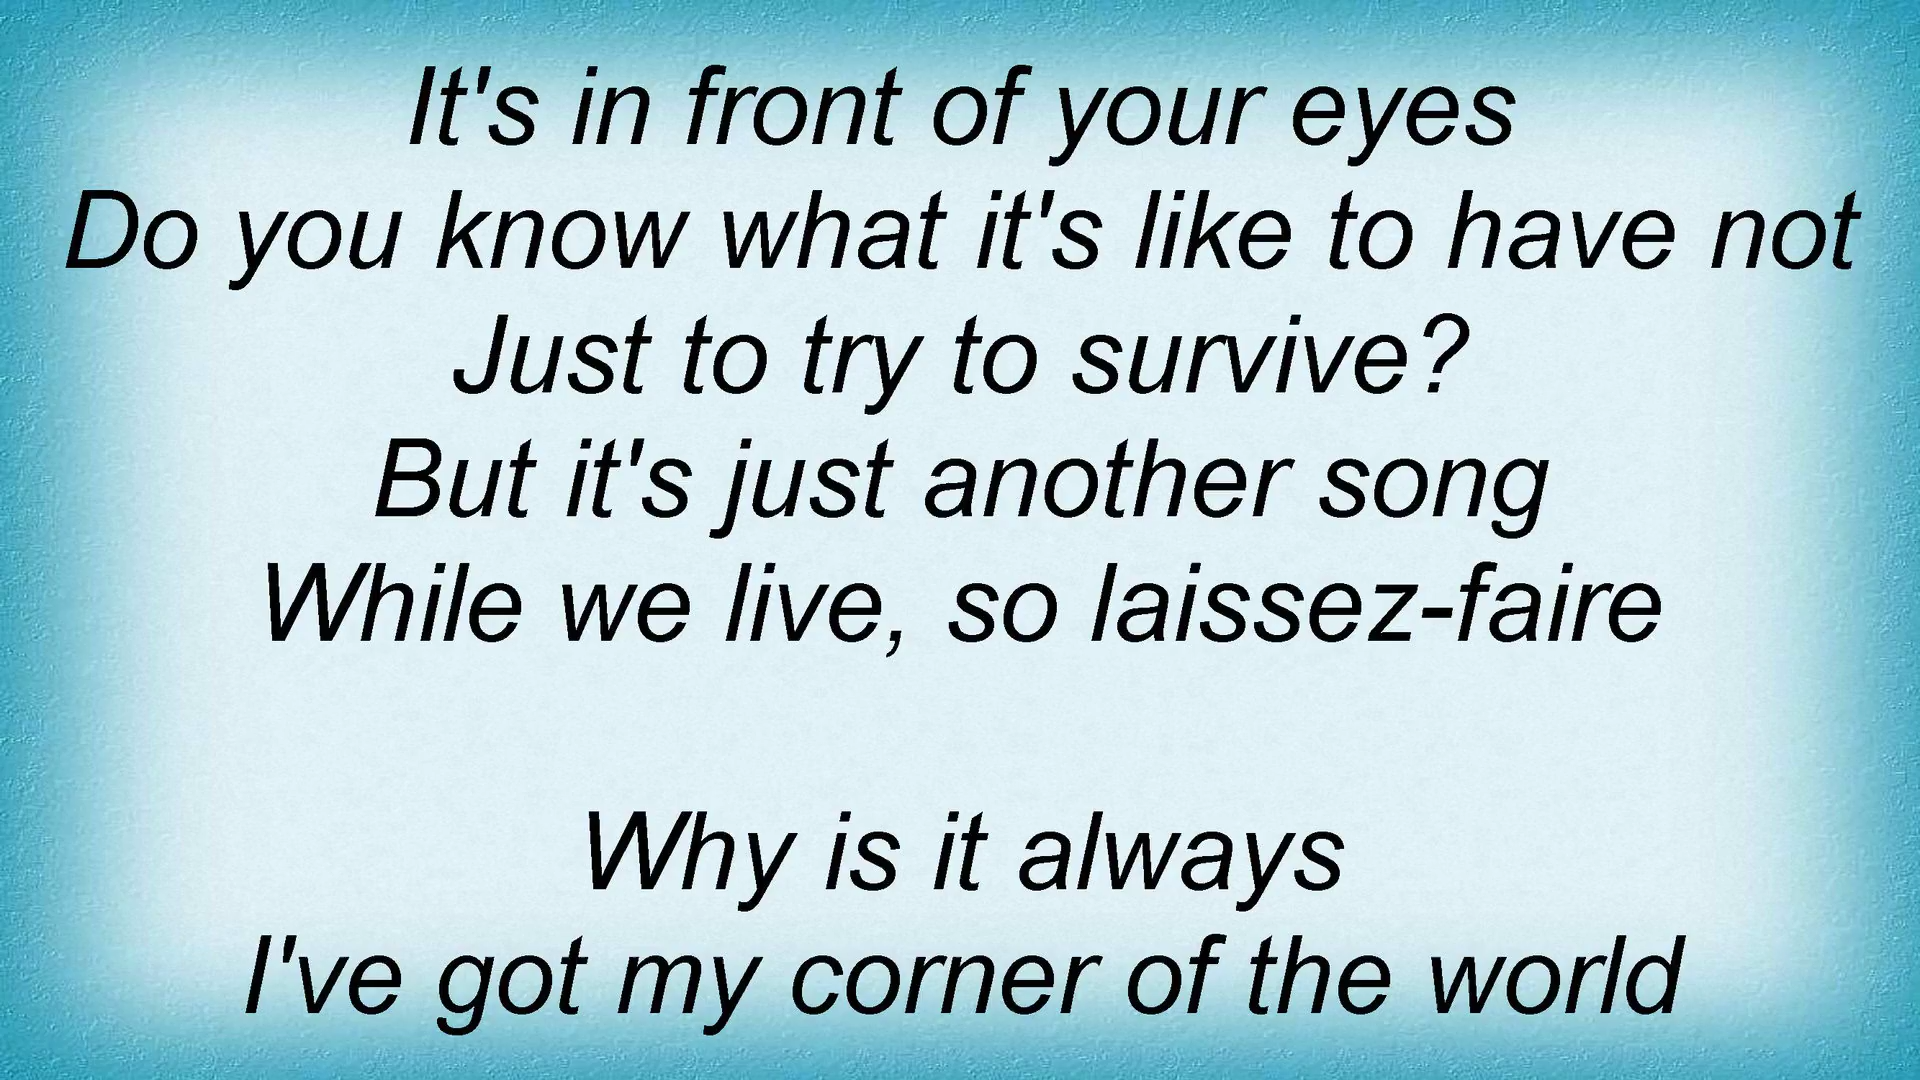 It's in front of your eyes
Do you know what it's like to have not
Just to try to survive?
But it's just another song
While we live, so laissez-faire
Why is it always
I've got my corner of the world